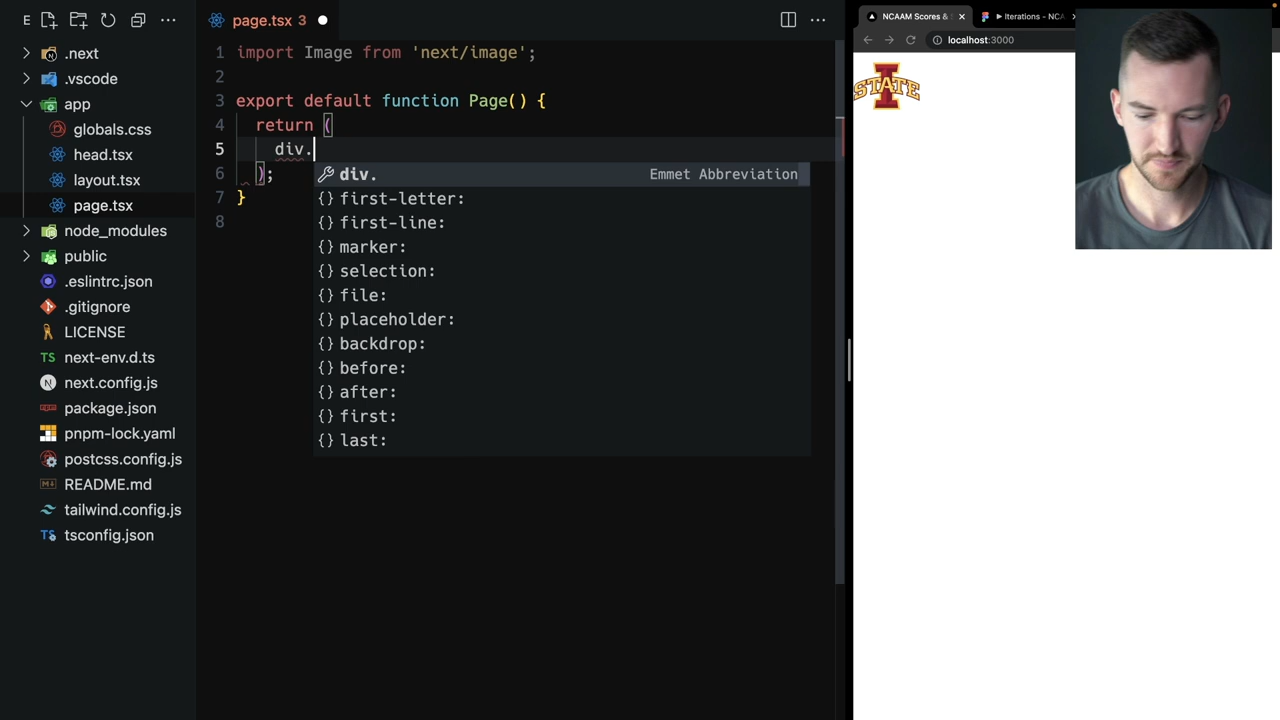 E
.next
.vscode
app
globals.css
head.tsx
layout.tsx
page.tsx
node_modules
public
.eslintrc.json
.gitignore
LICENSE
TS next-env.d.ts
N next.config.js
package.json
pnpm-lock.yaml
postcss.config.js
README.md
tailwind.config.js
TS tsconfig.json
page.tsx 3
1 import Image from 'next/image';
2
3 export default function Page() {
4 return (
5 div.
6 );
7 }
8
div. Emmet Abbreviation
{} first-letter:
{} first-line:
{} marker:
{} selection:
{} file:
{} placeholder:
{} backdrop:
{} before:
{} after:
{} first:
{} last:
NCAAM Scores &
Iterations - NCA
localhost:3000
I STATE